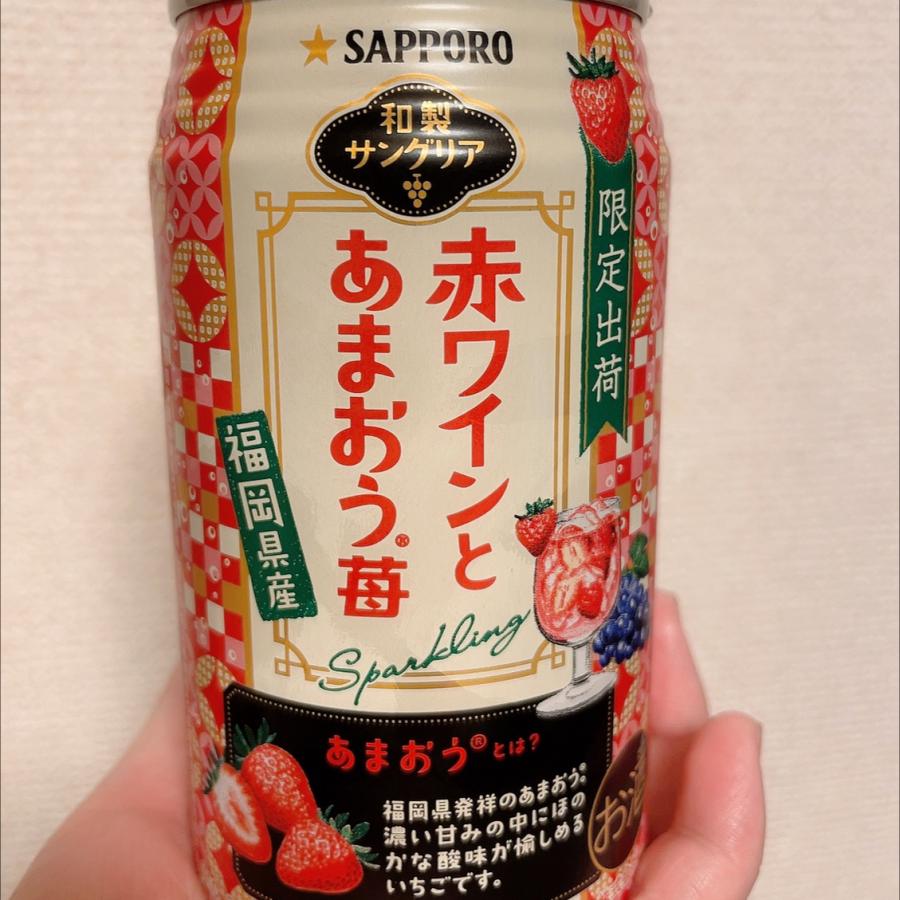 SAPPORO
和製
サングリア
限定出荷
赤ワインと
あまおう®苺
福岡県産
Sparkling
あまおう®とは?
福岡県発祥のあまおう®。
濃い甘みの中にほの
かな酸味が愉しめる
いちごです。
お酒